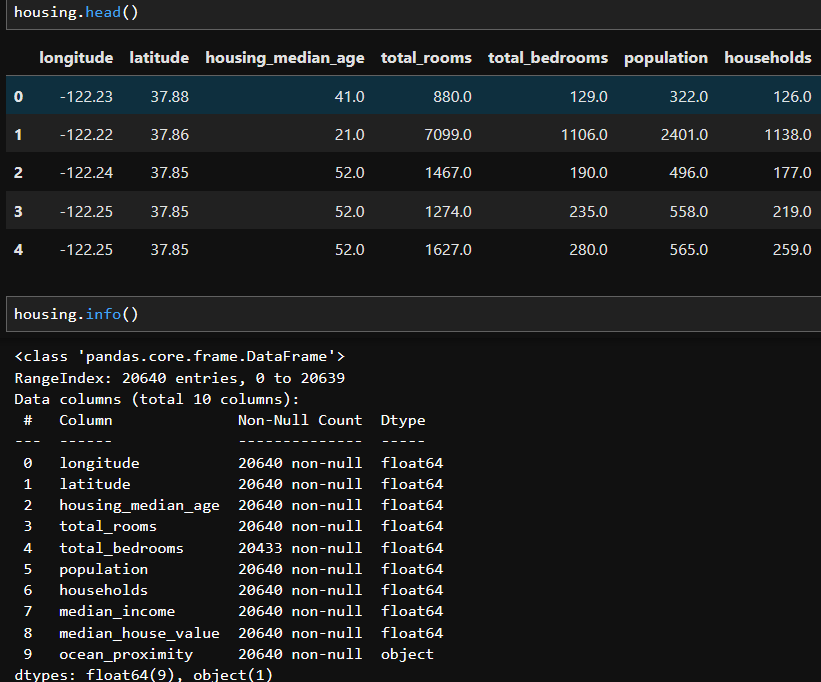 housing.head()
longitude latitude housing_median_age total_rooms total_bedrooms population households
0 -122.23 37.88 41.0 880.0 129.0 322.0 126.0
1 -122.22 37.86 21.0 7099.0 1106.0 2401.0 1138.0
2 -122.24 37.85 52.0 1467.0 190.0 496.0 177.0
3 -122.25 37.85 52.0 1274.0 235.0 558.0 219.0
4 -122.25 37.85 52.0 1627.0 280.0 565.0 259.0
housing.info()
<class 'pandas.core.frame.DataFrame'>
RangeIndex: 20640 entries, 0 to 20639
Data columns (total 10 columns):
# Column Non-Null Count Dtype
--- ------ -------------- -----
0 longitude 20640 non-null float64
1 latitude 20640 non-null float64
2 housing_median_age 20640 non-null float64
3 total_rooms 20640 non-null float64
4 total_bedrooms 20433 non-null float64
5 population 20640 non-null float64
6 households 20640 non-null float64
7 median_income 20640 non-null float64
8 median_house_value 20640 non-null float64
9 ocean_proximity 20640 non-null object
dtypes: float64(9), object(1)